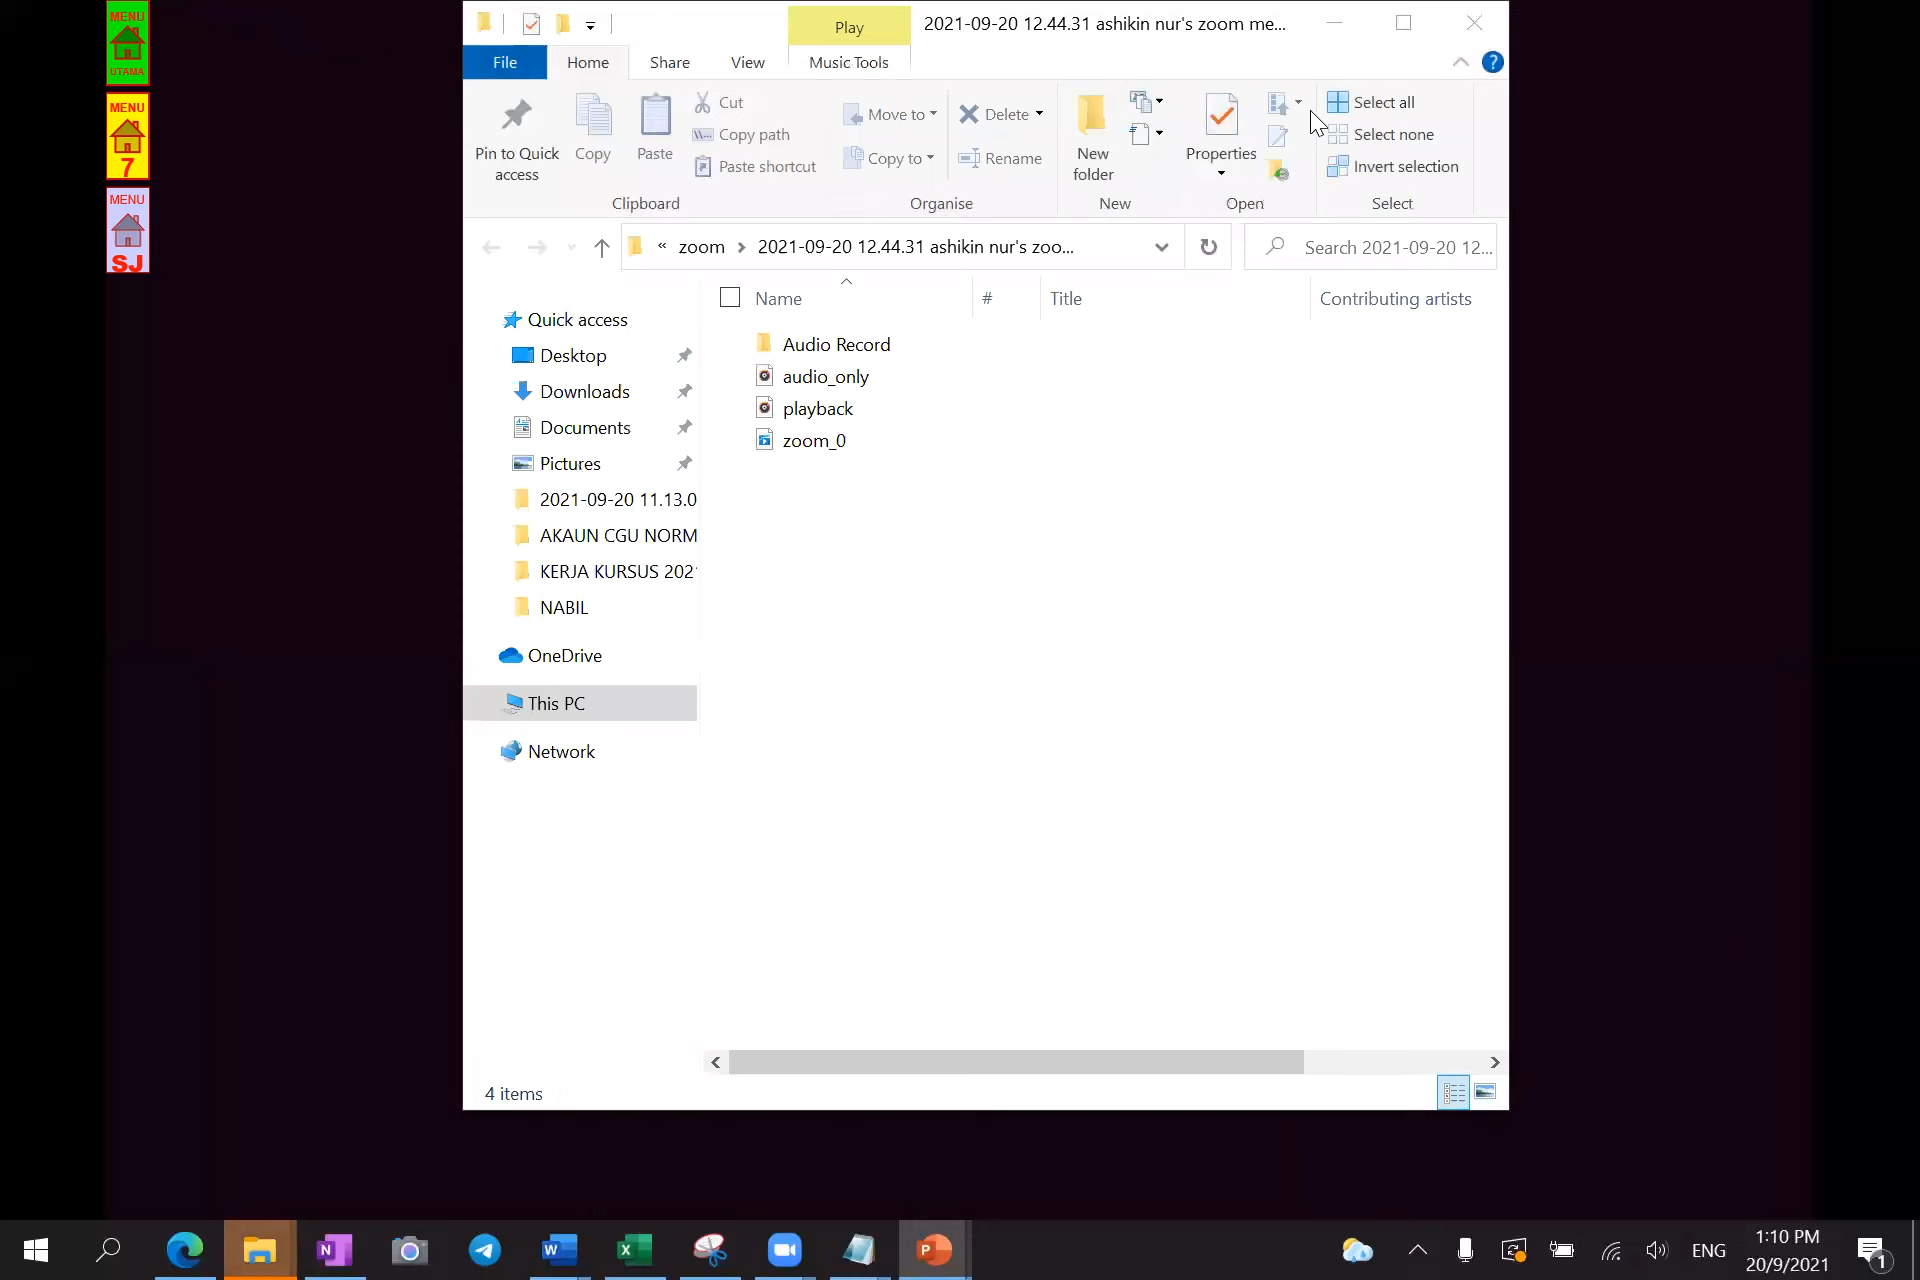 MENU
UTAMA
MENU
7
MENU
SJ
Play
2021-09-20 12.44.31 ashikin nur's zoom me...
File
Home
Share
View
Music Tools
Pin to Quick access
Copy
Paste
Cut
Copy path
Paste shortcut
Clipboard
Move to
Copy to
Delete
Rename
Organise
New folder
New
Properties
Open
Select all
Select none
Invert selection
Select
« zoom > 2021-09-20 12.44.31 ashikin nur's zoo...
Search 2021-09-20 12...
Name
#
Title
Contributing artists
Quick access
Desktop
Downloads
Documents
Pictures
2021-09-20 11.13.0
AKAUN CGU NORM
KERJA KURSUS 202
NABIL
OneDrive
This PC
Network
Audio Record
audio_only
playback
zoom_0
4 items
ENG
1:10 PM
20/9/2021
1